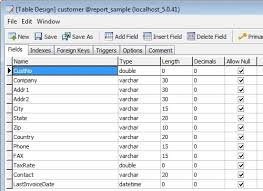 [Table Design] customer @report_sample (localhost_5.0.41)
File Edit Window
New Save Save As Add Field Insert Field Delete Field
Fields Indexes Foreign Keys Triggers Options Comment
Name Type Length Decimals Allow Null
CustNo double 0 0
Company varchar 30 0
Addr1 varchar 30 0
Addr2 varchar 30 0
City varchar 15 0
State varchar 20 0
Zip varchar 10 0
Country varchar 20 0
Phone varchar 15 0
FAX varchar 15 0
TaxRate double 0 0
Contact varchar 20 0
LastInvoiceDate datetime 0 0